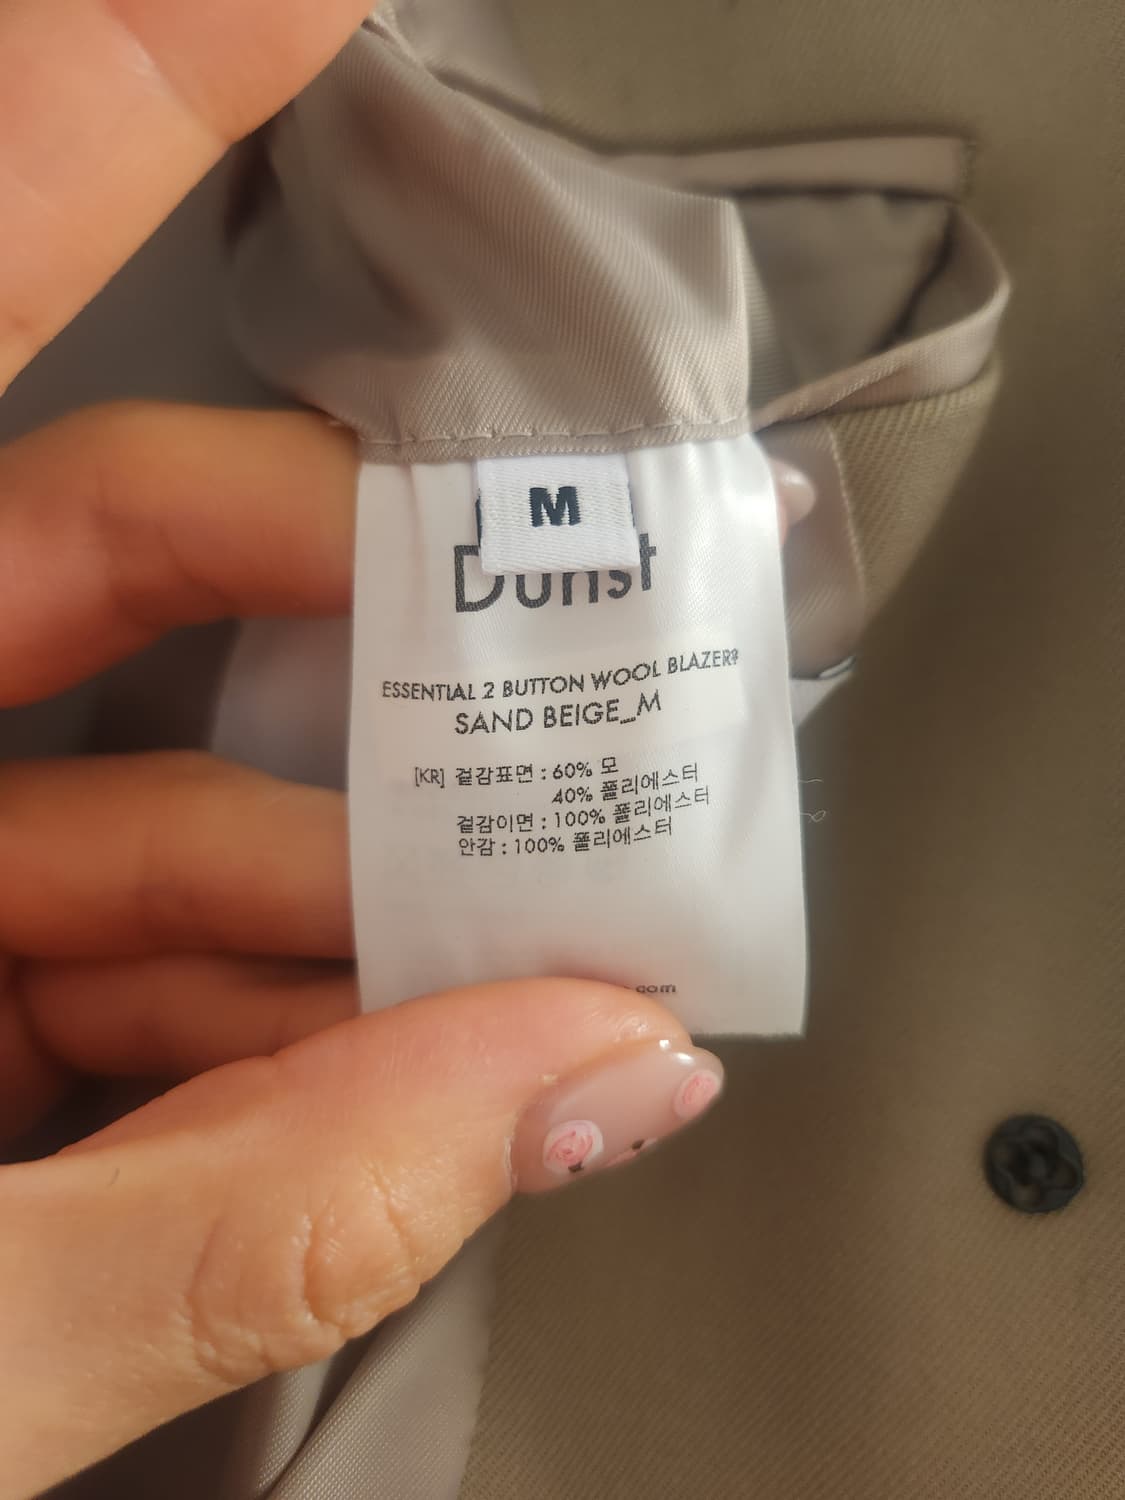 M
Dunst
ESSENTIAL 2 BUTTON WOOL BLAZER?
SAND BEIGE_M
[KR] 겉감표면 : 60% 모
40% 폴리에스터
겉감이면 : 100% 폴리에스터
안감 : 100% 폴리에스터
.com